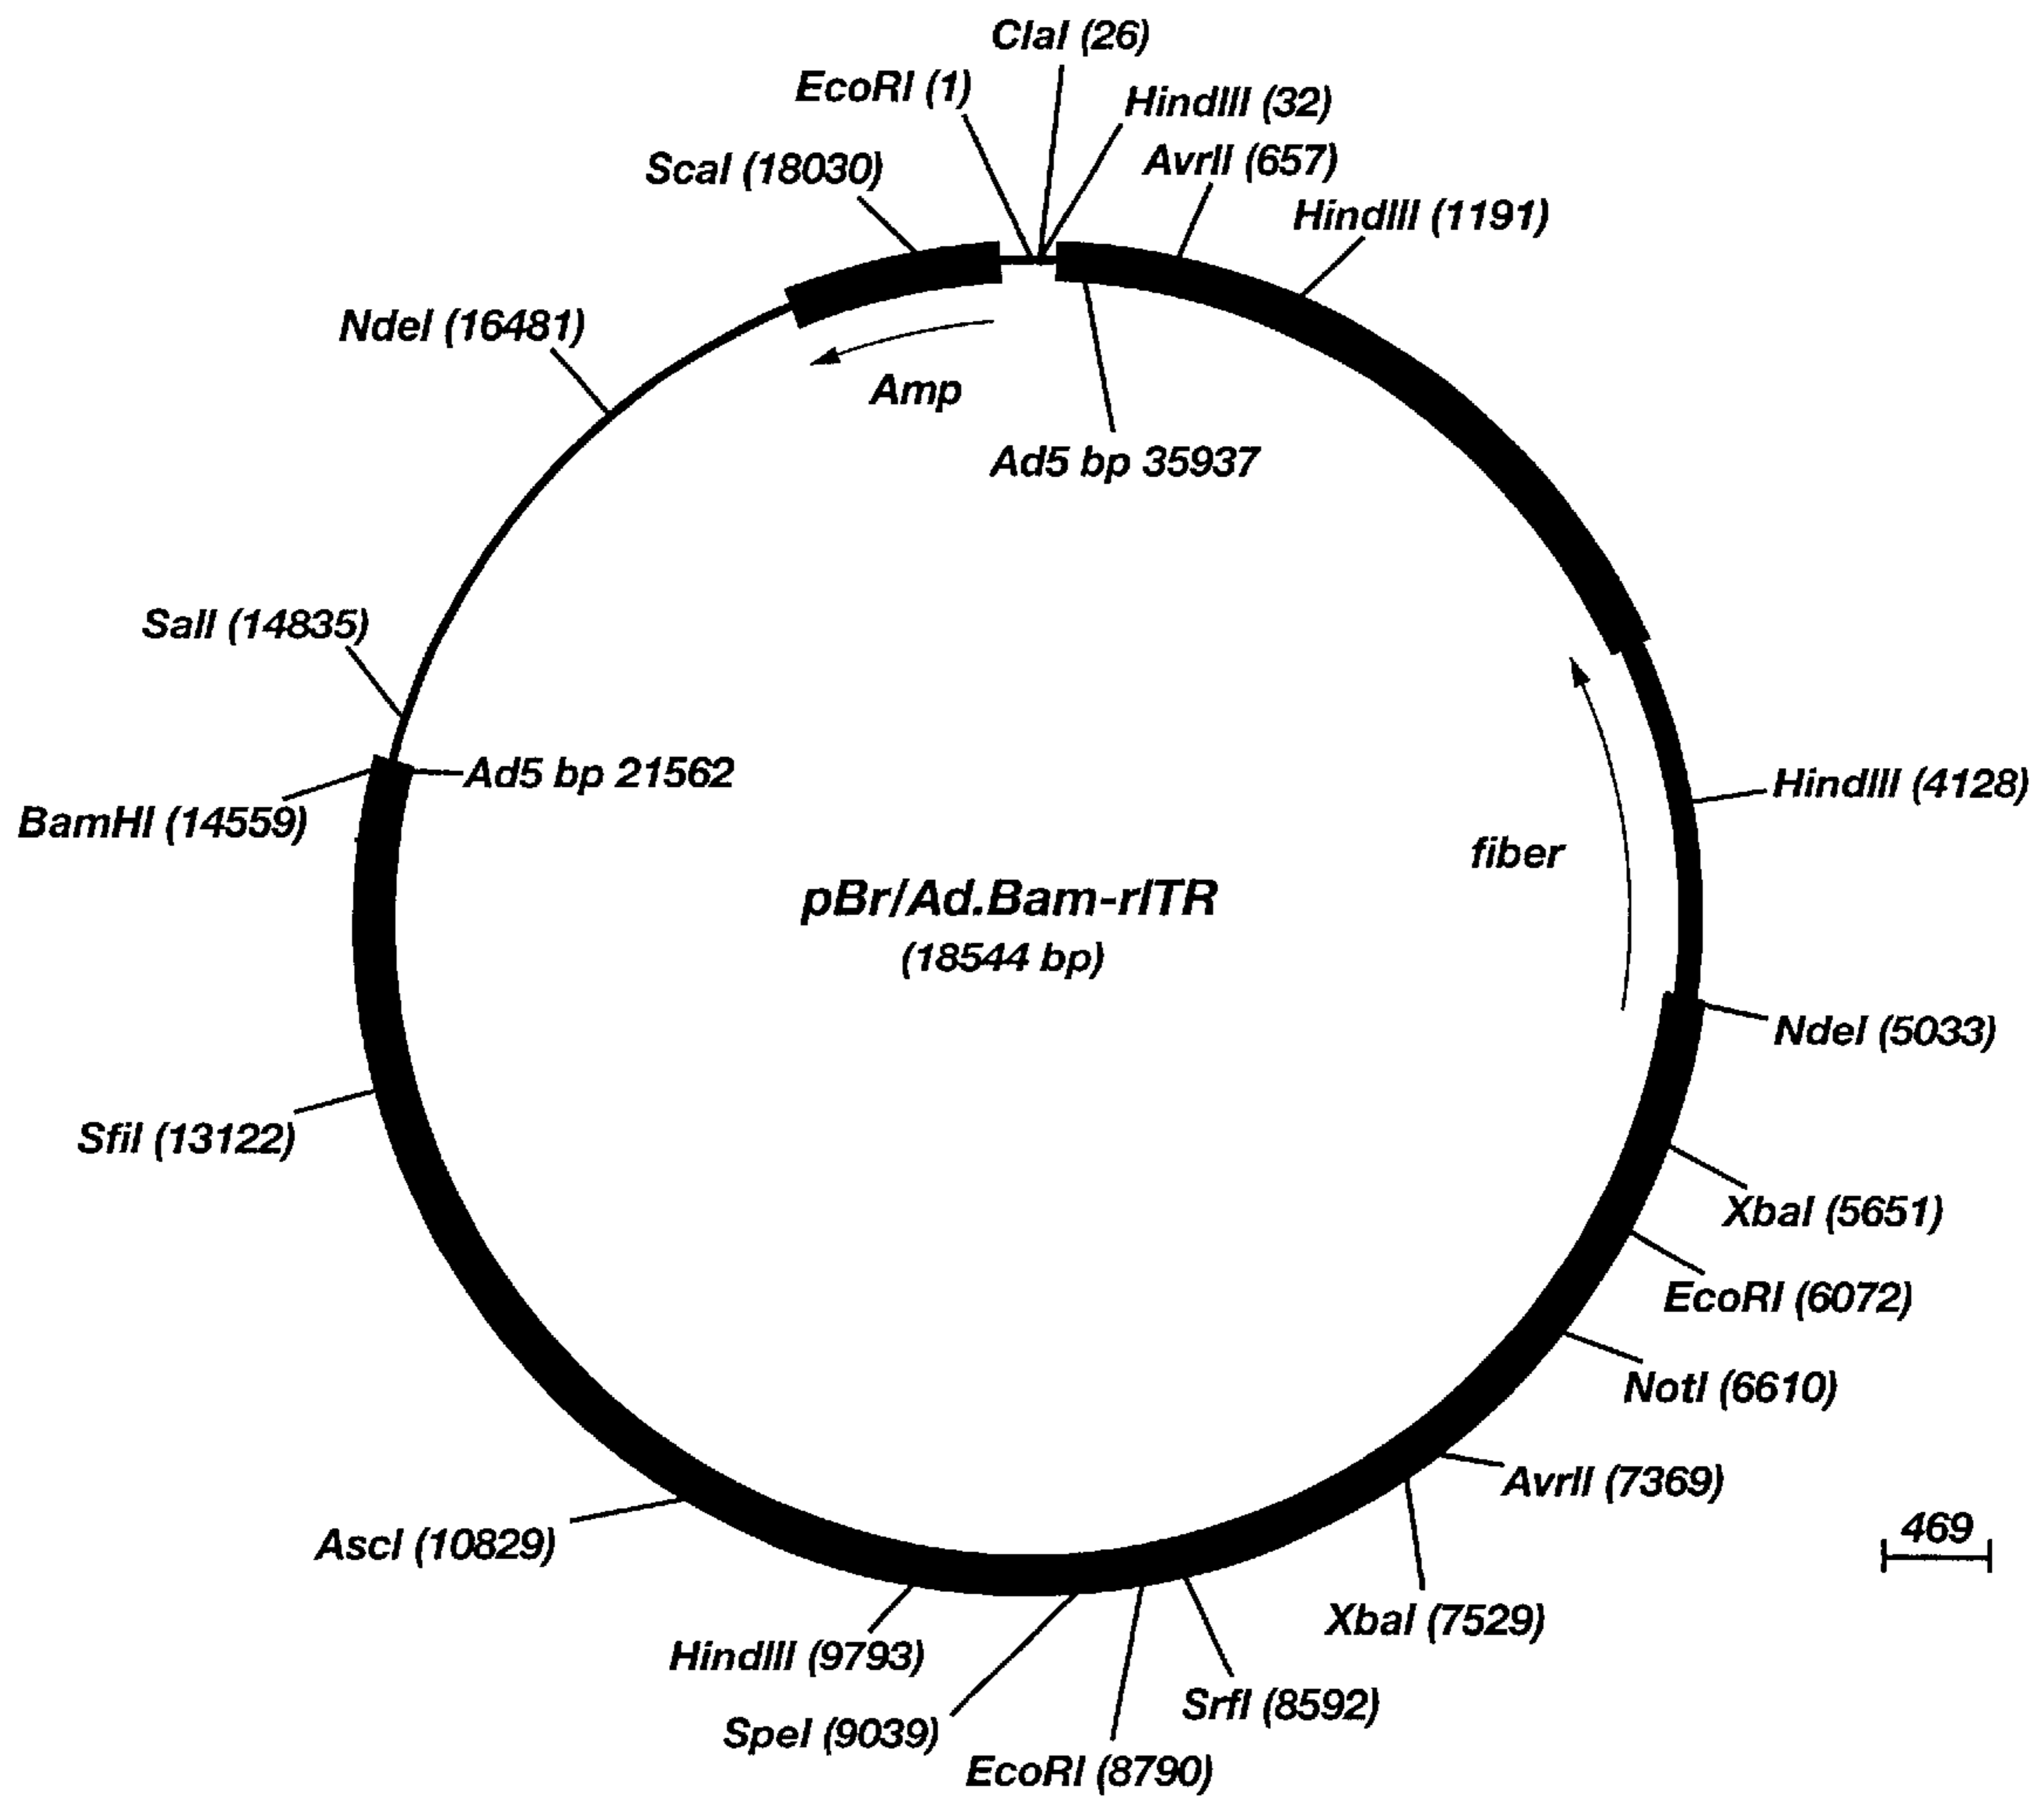 ClaI (26)
EcoRI (1)
HindIII (32)
ScaI (18030)
AvrII (657)
HindIII (1191)
NdeI (16481)
Amp
Ad5 bp 35937
SalI (14835)
Ad5 bp 21562
HindIII (4128)
BamHI (14559)
fiber
pBr/Ad.Bam-rITR
(18544 bp)
NdeI (5033)
SfiI (13122)
XbaI (5651)
EcoRI (6072)
NotI (6610)
AvrII (7369)
469
AscI (10829)
XbaI (7529)
HindIII (9793)
SrfI (8592)
SpeI (9039)
EcoRI (8790)